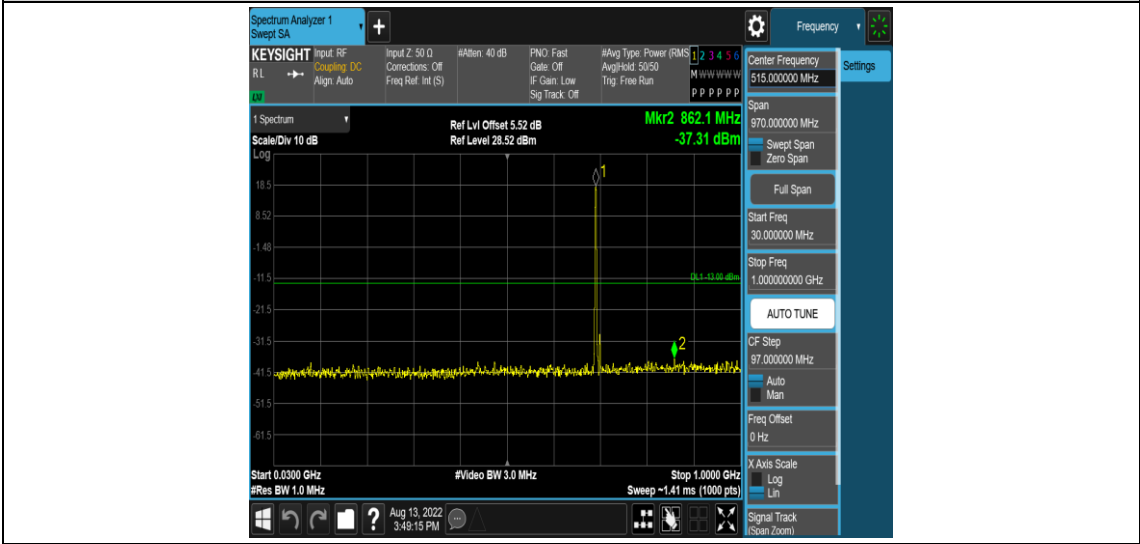 Spectrum Analyzer 1
Swept SA
+
Frequency
KEYSIGHT
RL
Input: RF
Coupling: DC
Align: Auto
Input Z: 50 Ω
Corrections: Off
Freq Ref: Int (S)
#Atten: 40 dB
PNO: Fast
Gate: Off
IF Gain: Low
Sig Track: Off
#Avg Type: Power (RMS
Avg|Hold: 50/50
Trig: Free Run
1 2 3 4 5 6
M W W W W W
P P P P P P
1 Spectrum
Scale/Div 10 dB
Log
Ref Lvl Offset 5.52 dB
Ref Level 28.52 dBm
Mkr2 862.1 MHz
-37.31 dBm
18.5
8.52
-1.48
-11.5
-21.5
-31.5
-41.5
-51.5
-61.5
1
DL1 -13.00 dBm
2
Start 0.0300 GHz
#Res BW 1.0 MHz
#Video BW 3.0 MHz
Stop 1.0000 GHz
Sweep ~1.41 ms (1000 pts)
?
Aug 13, 2022
3:49:15 PM
Center Frequency
515.000000 MHz
Settings
Span
970.000000 MHz
Swept Span
Zero Span
Full Span
Start Freq
30.000000 MHz
Stop Freq
1.000000000 GHz
AUTO TUNE
CF Step
97.000000 MHz
Auto
Man
Freq Offset
0 Hz
X Axis Scale
Log
Lin
Signal Track
(Span Zoom)